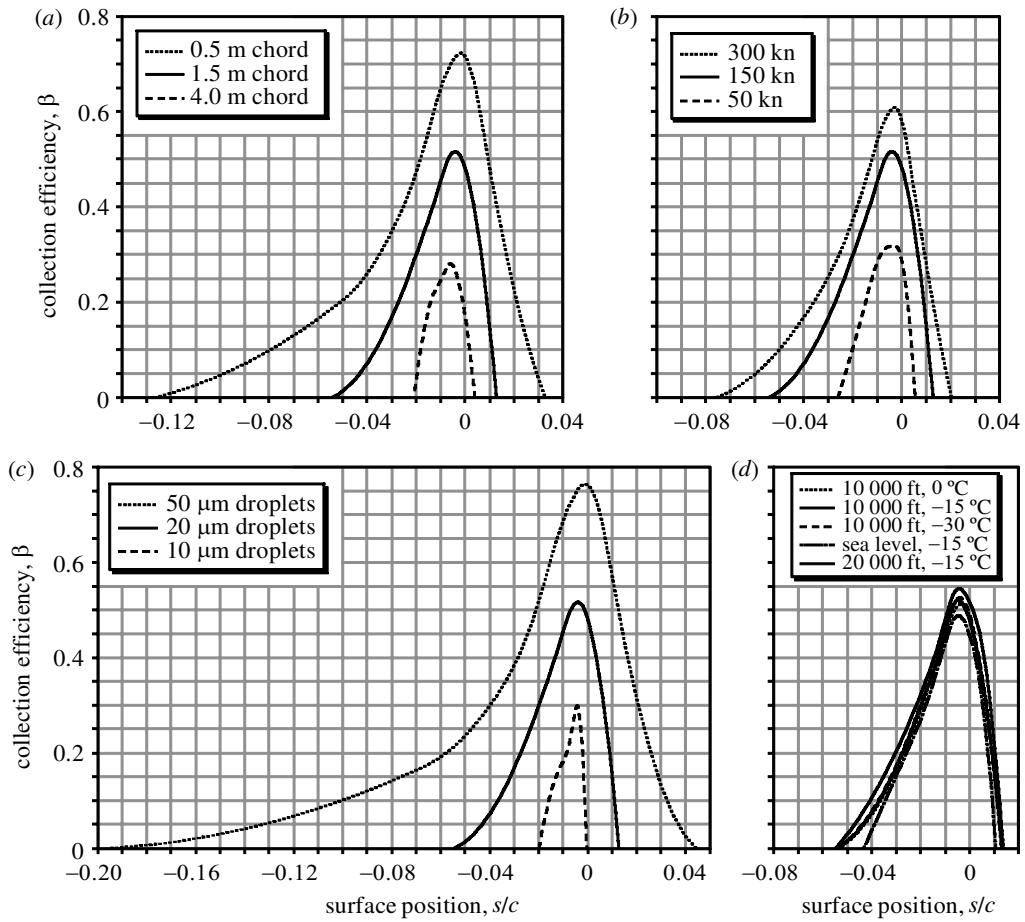 (a)
0.8
0.6
0.4
0.2
0
collection efficiency, β
0.5 m chord
1.5 m chord
4.0 m chord
−0.12
−0.08
−0.04
0
0.04
(b)
300 kn
150 kn
50 kn
−0.08
−0.04
0
0.04
(c)
0.8
0.6
0.4
0.2
0
collection efficiency, β
50 µm droplets
20 µm droplets
10 µm droplets
−0.20
−0.16
−0.12
−0.08
−0.04
0
0.04
surface position, s/c
(d)
10 000 ft, 0 ºC
10 000 ft, −15 ºC
10 000 ft, −30 ºC
sea level, −15 ºC
20 000 ft, −15 ºC
−0.08
−0.04
0
0.04
surface position, s/c